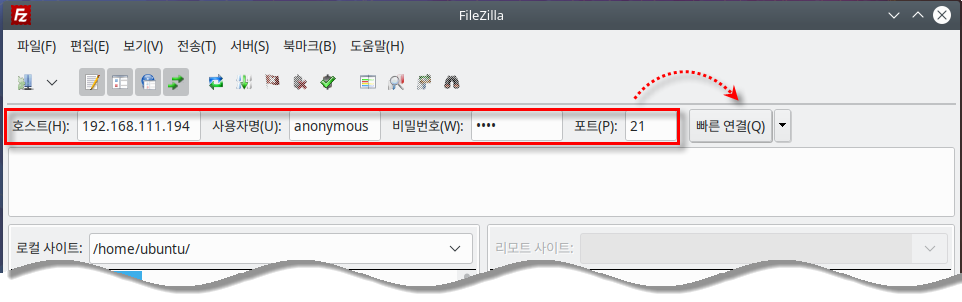 FileZilla
파일(F) 편집(E) 보기(V) 전송(T) 서버(S) 북마크(B) 도움말(H)
호스트(H): 192.168.111.194 사용자명(U): anonymous 비밀번호(W): •••• 포트(P): 21 빠른 연결(Q)
로컬 사이트: /home/ubuntu/ 리모트 사이트: